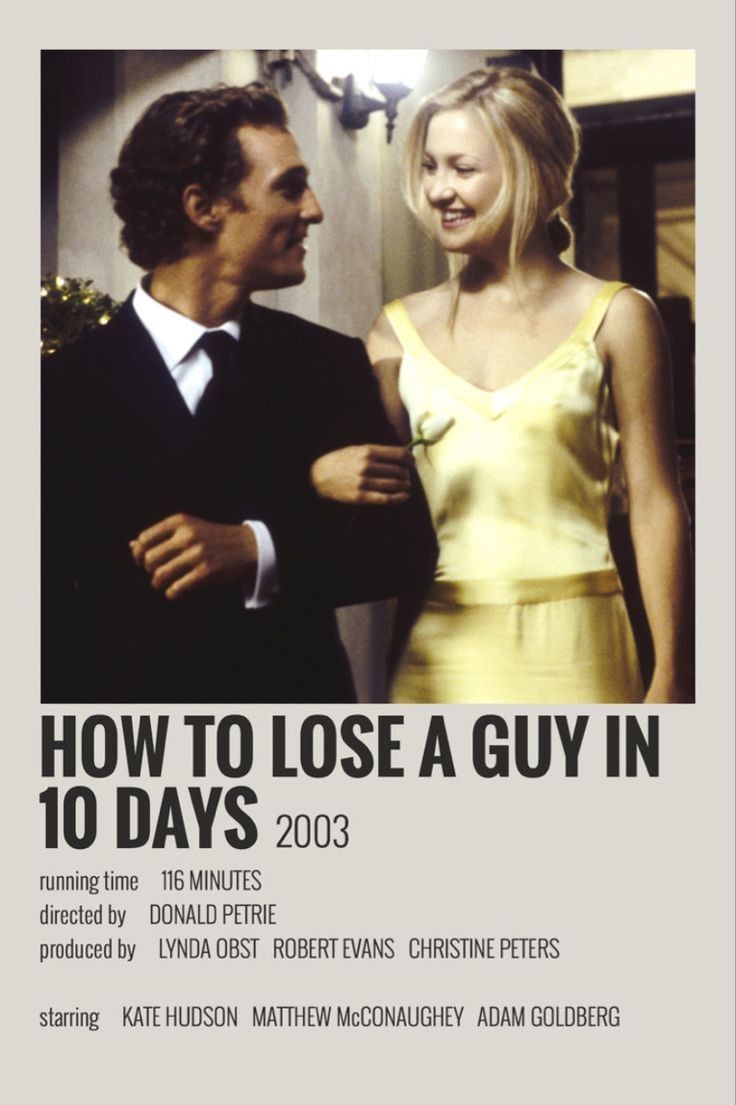 HOW TO LOSE A GUY IN
10 DAYS 2003
running time 116 MINUTES
directed by DONALD PETRIE
produced by LYNDA OBST ROBERT EVANS CHRISTINE PETERS
starring KATE HUDSON MATTHEW McCONAUGHEY ADAM GOLDBERG